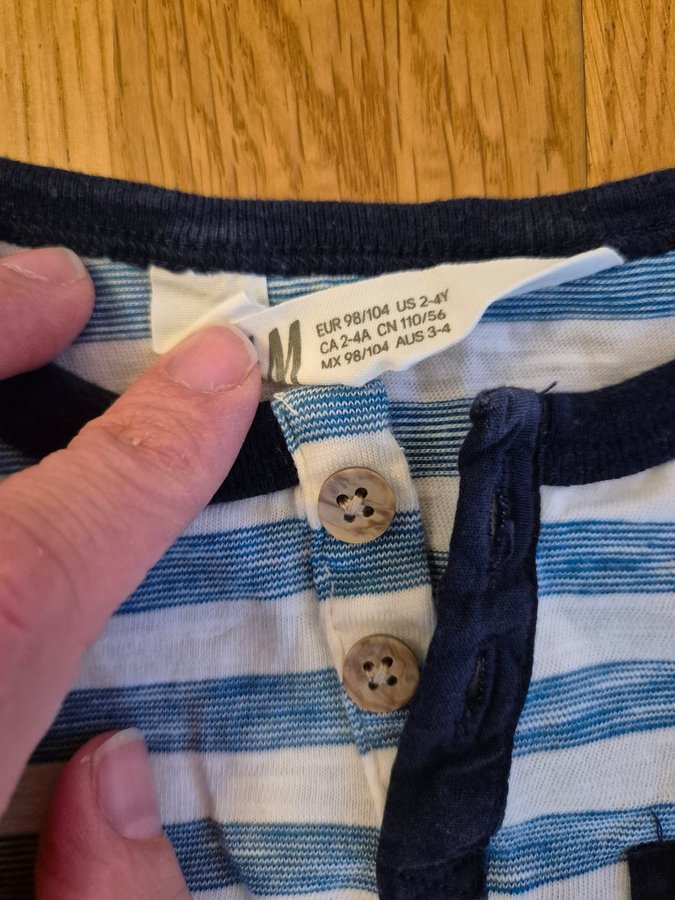 M
EUR 98/104 US 2-4Y
CA 2-4A CN 110/56
MX 98/104 AUS 3-4